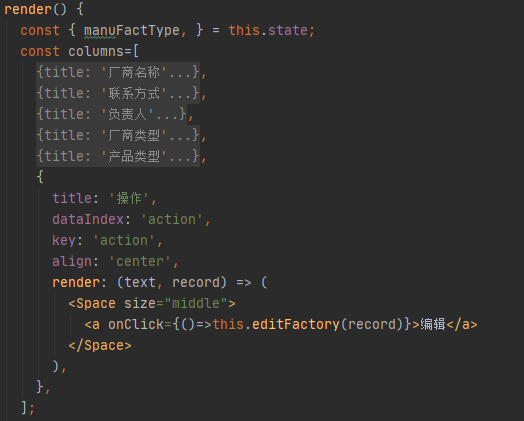 render() {
const { manuFactType, } = this.state;
const columns=[
{title: '厂商名称'...},
{title: '联系方式'...},
{title: '负责人'...},
{title: '厂商类型'...},
{title: '产品类型'...},
{
title: '操作',
dataIndex: 'action',
key: 'action',
align: 'center',
render: (text, record) => (
<Space size="middle">
<a onClick={()=>this.editFactory(record)}>编辑</a>
</Space>
),
},
];